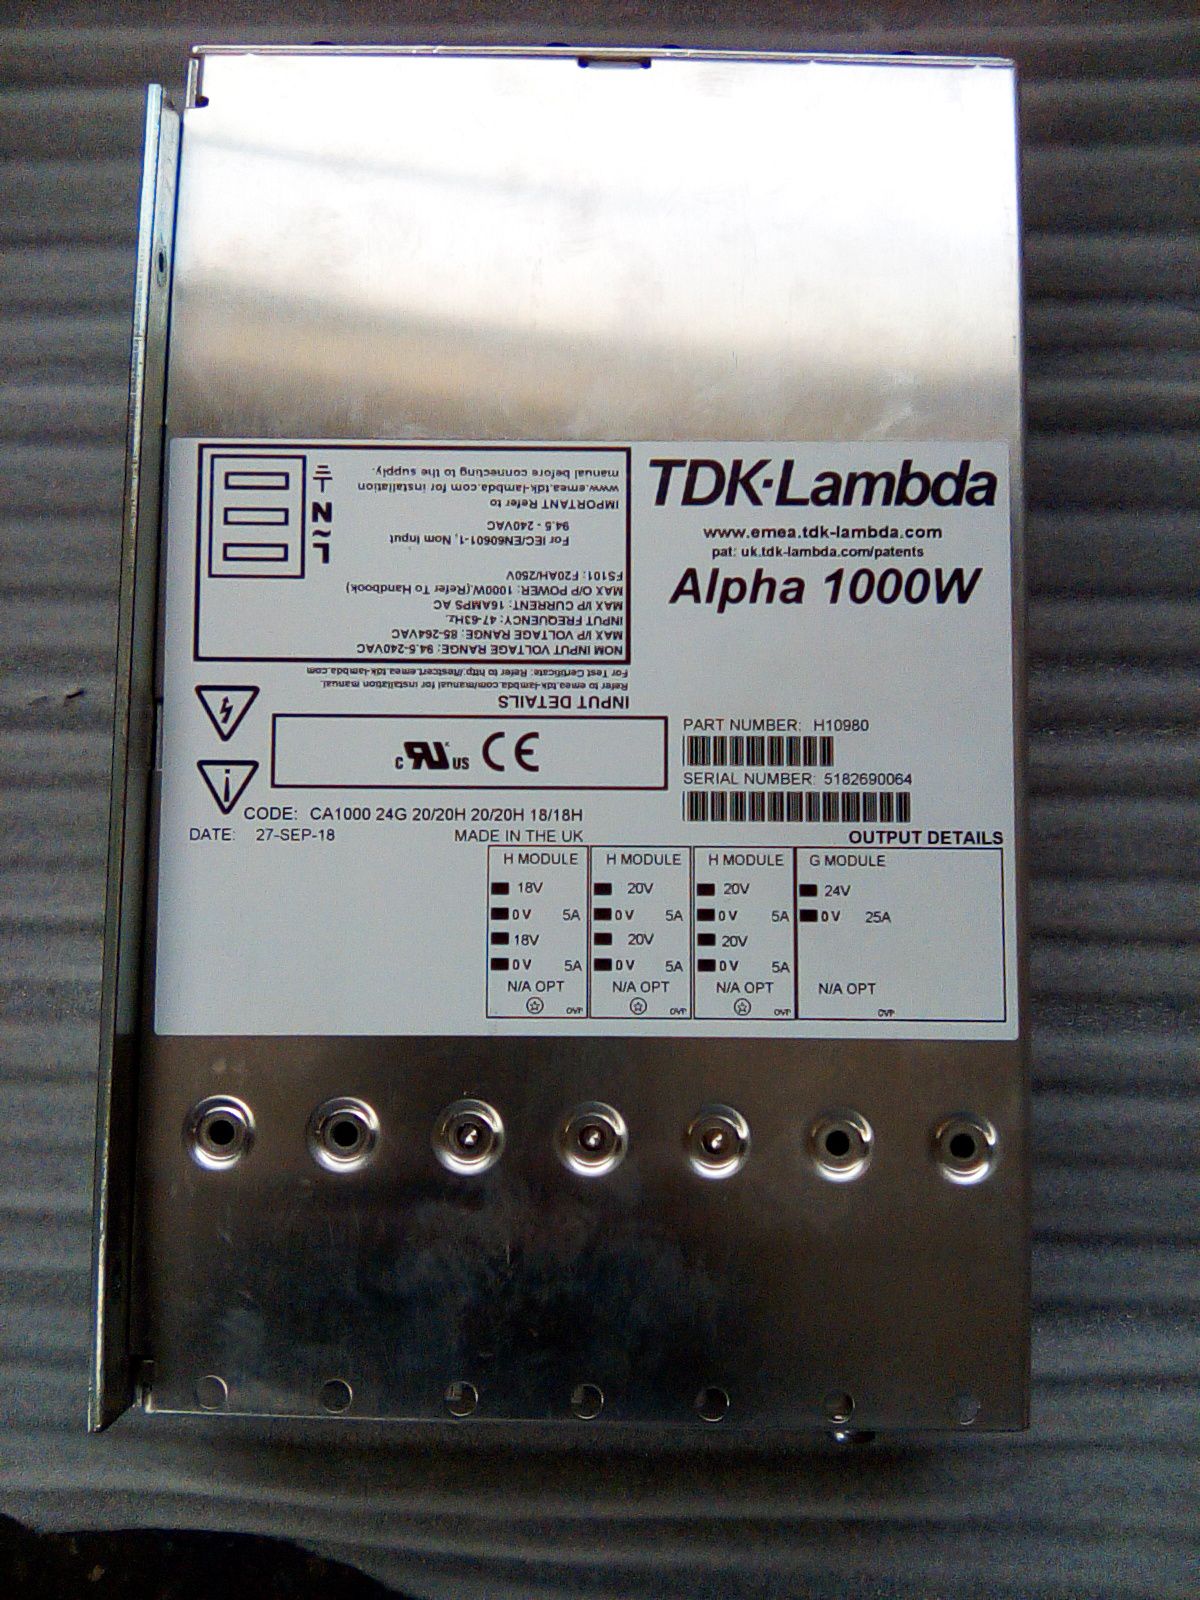 TDK·Lambda
www.emea.tdk-lambda.com
pat: uk.tdk-lambda.com/patents
Alpha 1000W
INPUT DETAILS
Refer to emea.tdk-lambda.com/manual for installation manual.
For Test Certificate: Refer to http://testcert.emea.tdk-lambda.com
NOM INPUT VOLTAGE RANGE: 94.5-240VAC
MAX I/P VOLTAGE RANGE: 85-264VAC
INPUT FREQUENCY: 47-63Hz.
MAX I/P CURRENT: 16AMPS AC
MAX O/P POWER: 1000W.(Refer To Handbook)
FS101: F20AH/250V
For IEC/EN60601-1, Nom Input
94.5 - 240VAC
IMPORTANT Refer to
www.emea.tdk-lambda.com for installation
manual before connecting to the supply.
L
~
N
c RU us CE
PART NUMBER: H10980
SERIAL NUMBER: 5182690064
CODE: CA1000 24G 20/20H 20/20H 18/18H
DATE: 27-SEP-18
MADE IN THE UK
OUTPUT DETAILS
H MODULE H MODULE H MODULE G MODULE
18V 20V 20V 24V
0V 5A 0V 5A 0V 5A 0V 25A
18V 20V 20V
0V 5A 0V 5A 0V 5A
N/A OPT N/A OPT N/A OPT N/A OPT
OVP OVP OVP OVP